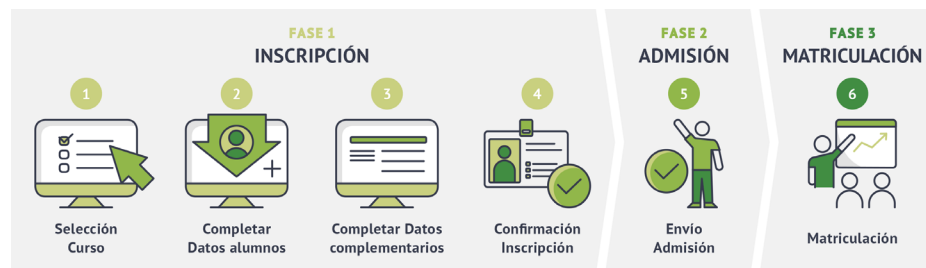 FASE 1
INSCRIPCIÓN
1
2
3
4
Selección
Curso
Completar
Datos alumnos
Completar Datos
complementarios
Confirmación
Inscripción
FASE 2
ADMISIÓN
5
Envío
Admisión
FASE 3
MATRICULACIÓN
6
Matriculación